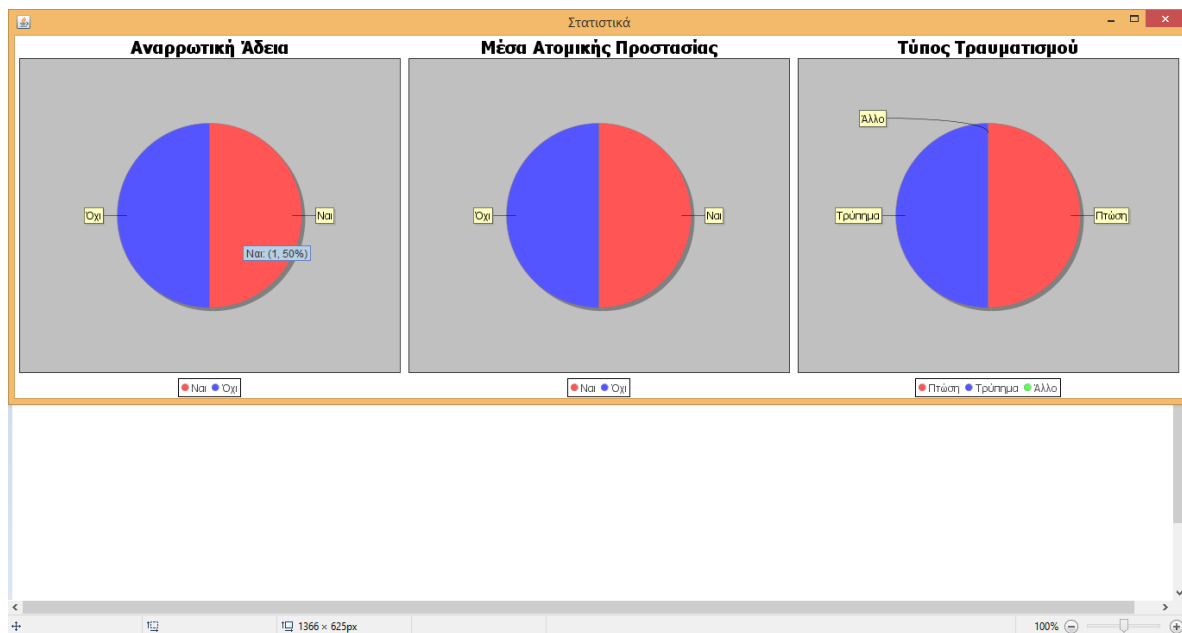 Στατιστικά
Αναρρωτική Άδεια
Όχι
Ναι
Ναι: (1, 50%)
Ναι Όχι
Μέσα Ατομικής Προστασίας
Όχι
Ναι
Ναι Όχι
Τύπος Τραυματισμού
Άλλο
Τρύπημα
Πτώση
Πτώση Τρύπημα Άλλο
1366 × 625px
100%